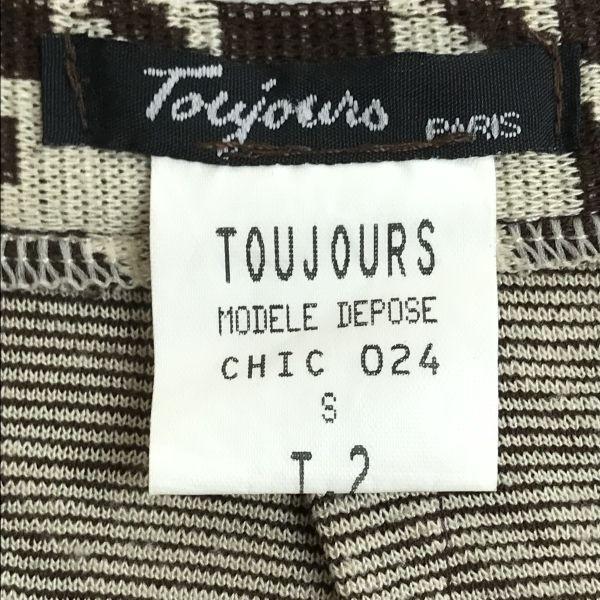 Toujours PARIS
TOUJOURS
MODELE DEPOSE
CHIC 024
S
T.2